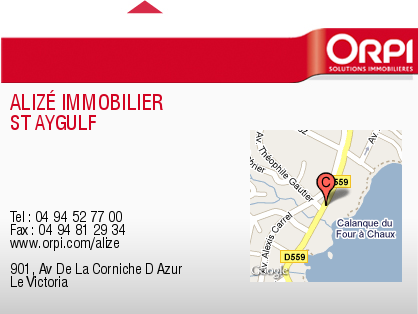 ORPI
SOLUTIONS IMMOBILIÈRES
ALIZÉ IMMOBILIER
ST AYGULF
Tel : 04 94 52 77 00
Fax : 04 94 81 29 34
www.orpi.com/alize
901, Av De La Corniche D Azur
Le Victoria
Av. Théophile Gautier
Av. Alexis Carrel
C
D559
Calanque du
Four à Chaux
D559
Google